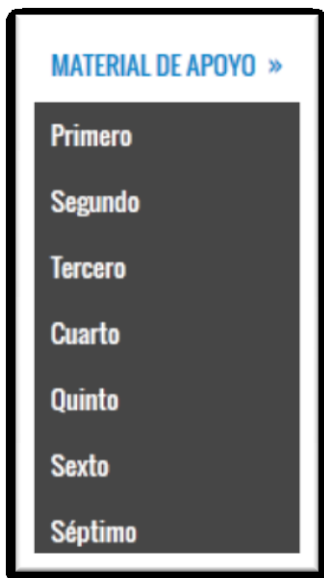 MATERIAL DE APOYO »
Primero
Segundo
Tercero
Cuarto
Quinto
Sexto
Séptimo